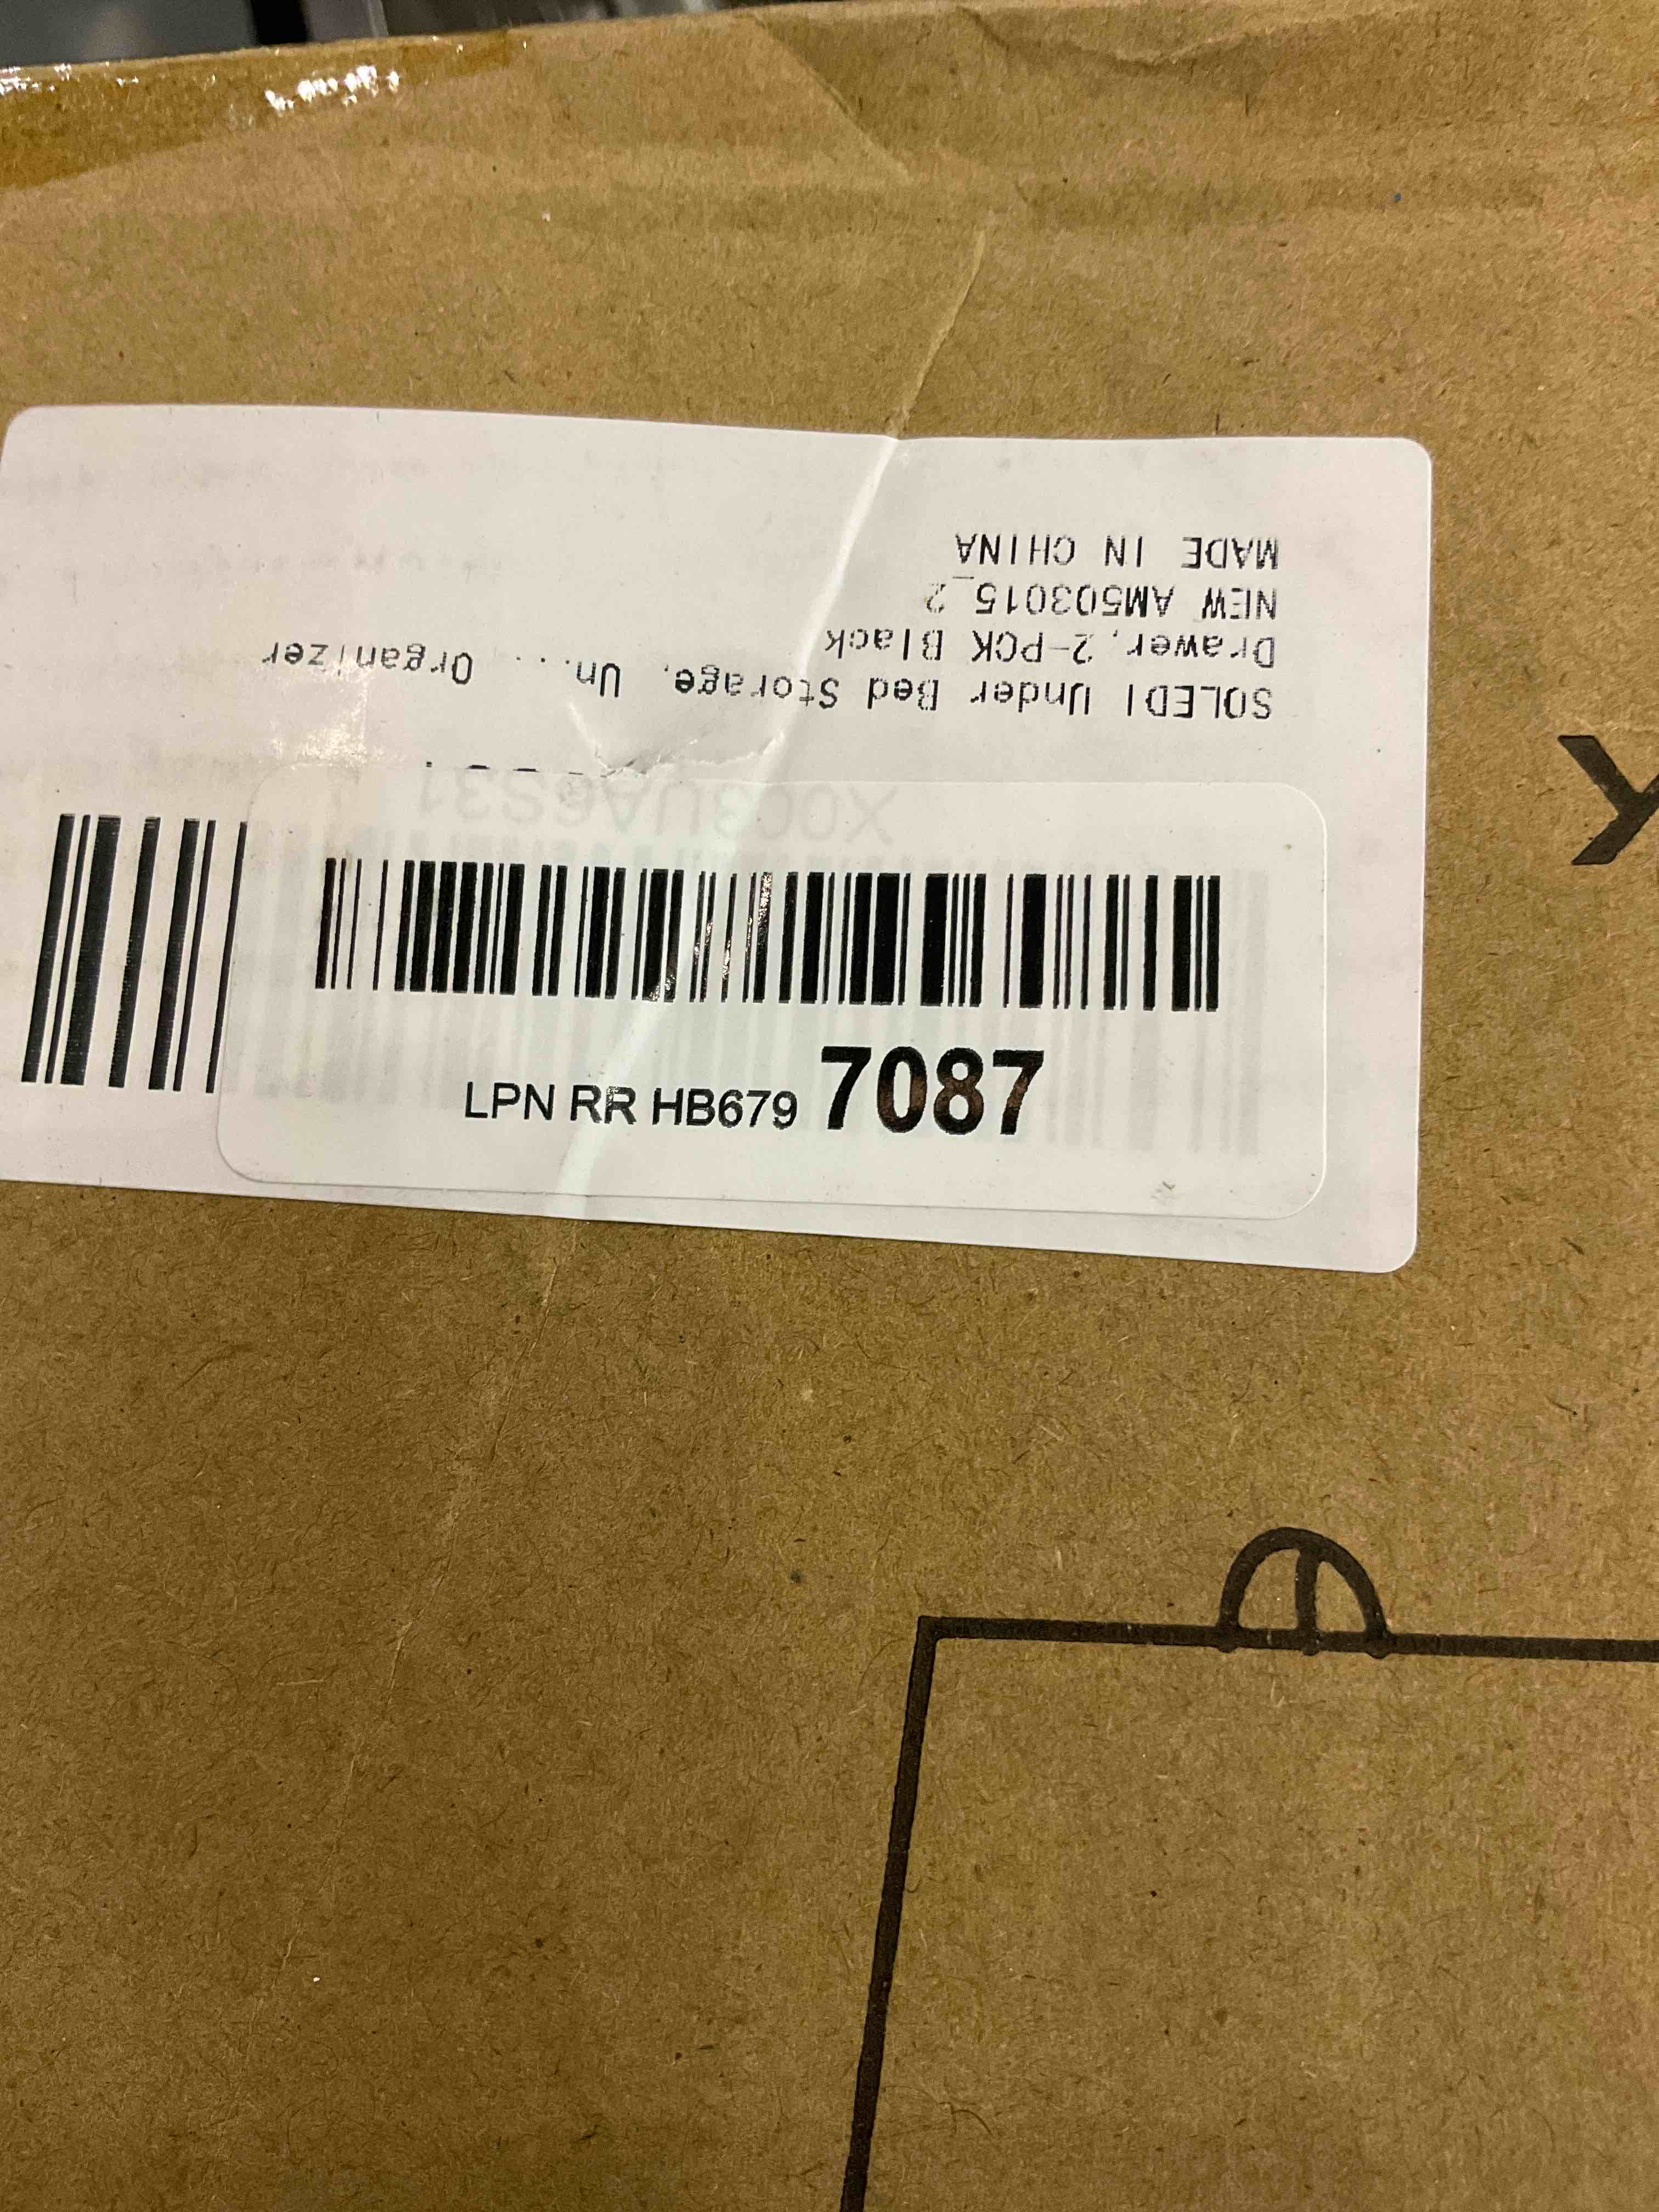 SOLEDI Under Bed Storage, Un... Organizer
Drawer, 2-PCK Black
NEW AM503015_2
MADE IN CHINA
X003UA6S31
LPN RR HB679 7087
Y